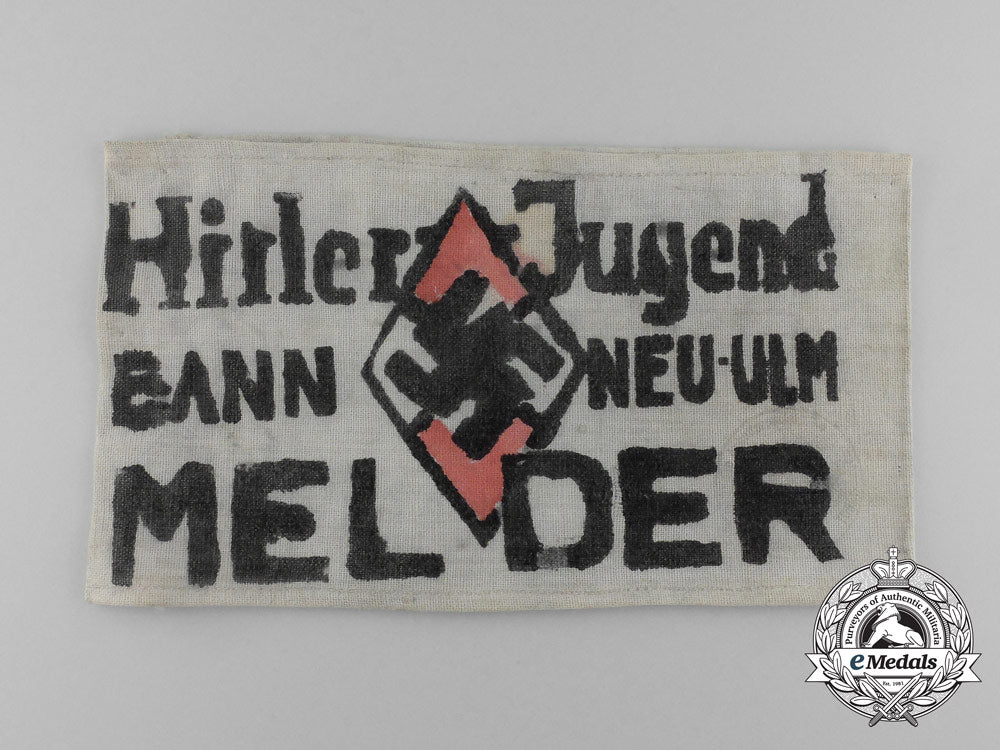 Hitler Jugend
BANN NEU-ULM
MELDER
Purveyors of Authentic Militaria
eMedals
Est. 1981